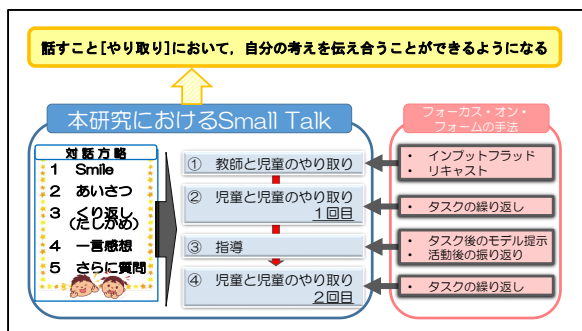 話すこと[やり取り]において，自分の考えを伝え合うことができるようになる
本研究におけるSmall Talk
対話方略
1 Smile
2 あいさつ
3 くり返し
(たしかめ)
4 一言感想
5 さらに質問
① 教師と児童のやり取り
② 児童と児童のやり取り
1回目
③ 指導
④ 児童と児童のやり取り
2回目
フォーカス・オン・
フォームの手法
・ インプットフラッド
・ リキャスト
・ タスクの繰り返し
・ タスク後のモデル提示
・ 活動後の振り返り
・ タスクの繰り返し